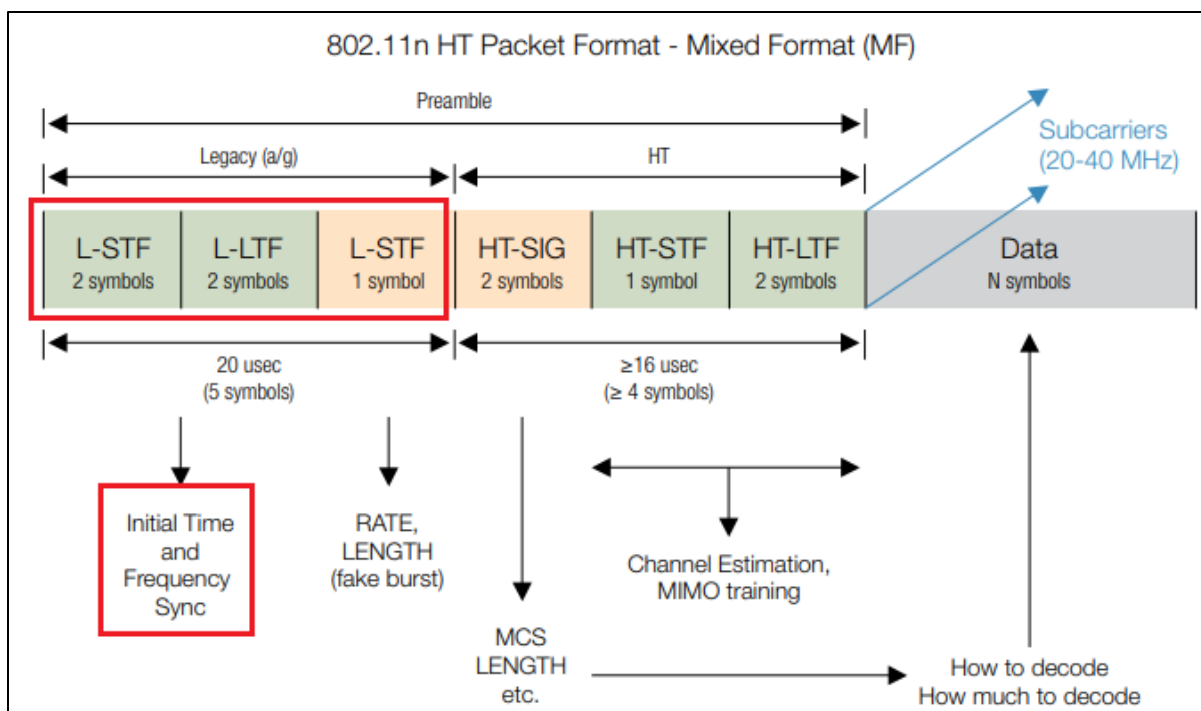 802.11n HT Packet Format - Mixed Format (MF)
Preamble
Subcarriers
(20-40 MHz)
Legacy (a/g)
HT
L-STF
2 symbols
L-LTF
2 symbols
L-STF
1 symbol
HT-SIG
2 symbols
HT-STF
1 symbol
HT-LTF
2 symbols
Data
N symbols
20 usec
(5 symbols)
≥16 usec
(≥ 4 symbols)
Initial Time
and
Frequency
Sync
RATE,
LENGTH
(fake burst)
Channel Estimation,
MIMO training
MCS
LENGTH
etc.
How to decode
How much to decode